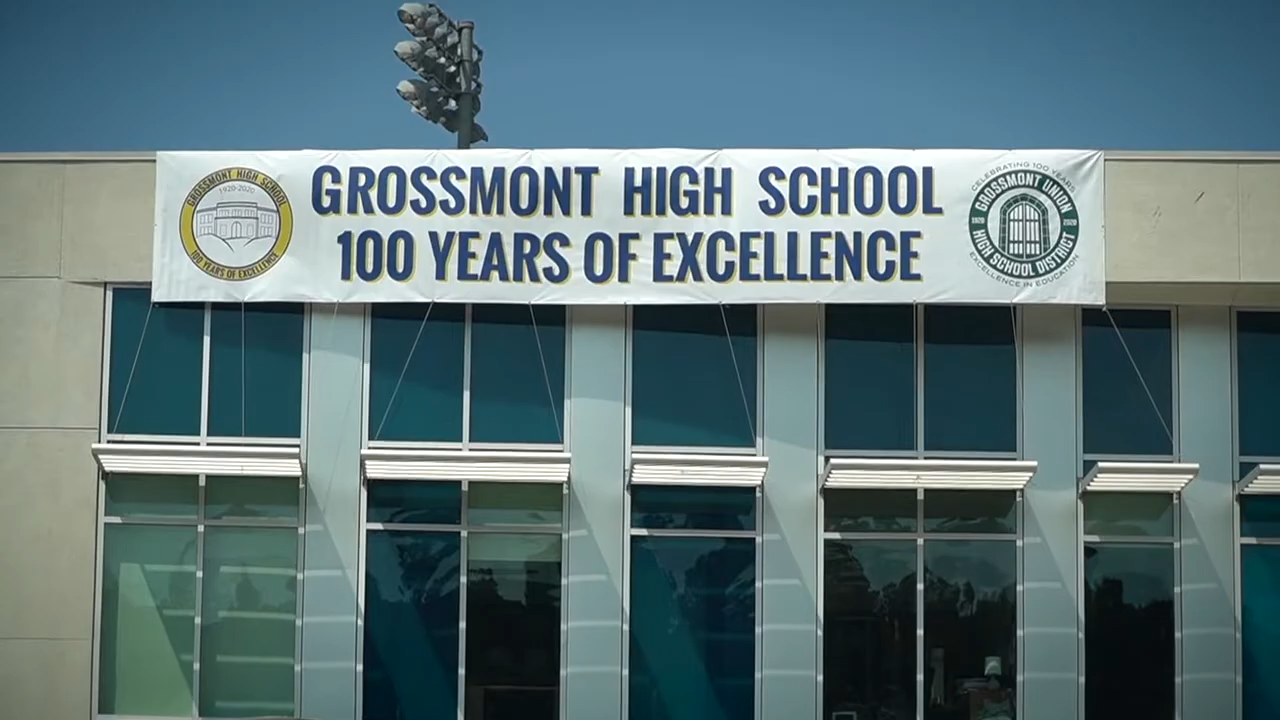 GROSSMONT HIGH SCHOOL
1920-2020
100 YEARS OF EXCELLENCE
GROSSMONT HIGH SCHOOL
100 YEARS OF EXCELLENCE
CELEBRATING 100 YEARS
GROSSMONT UNION
1920 2020
HIGH SCHOOL DISTRICT
EXCELLENCE IN EDUCATION